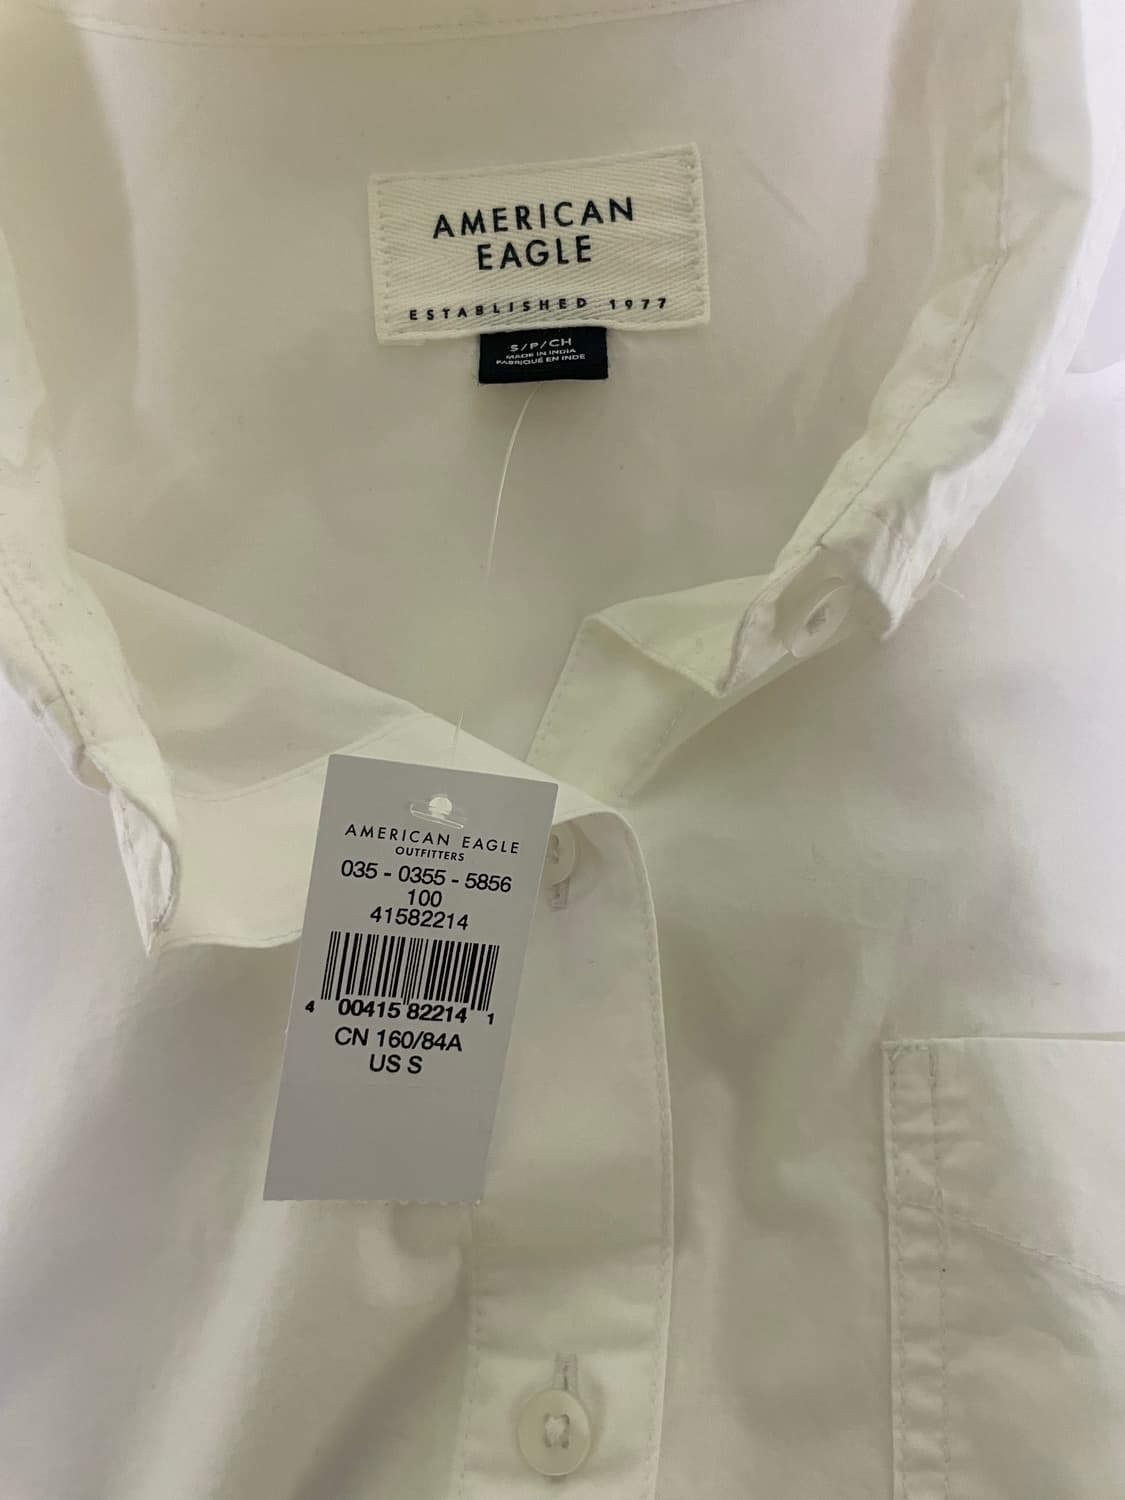 AMERICAN
EAGLE
ESTABLISHED 1977
S/P/CH
MADE IN INDIA
FABRIQUÉ EN INDE
AMERICAN EAGLE
OUTFITTERS
035 - 0355 - 5856
100
41582214
4 00415 82214 1
CN 160/84A
US S